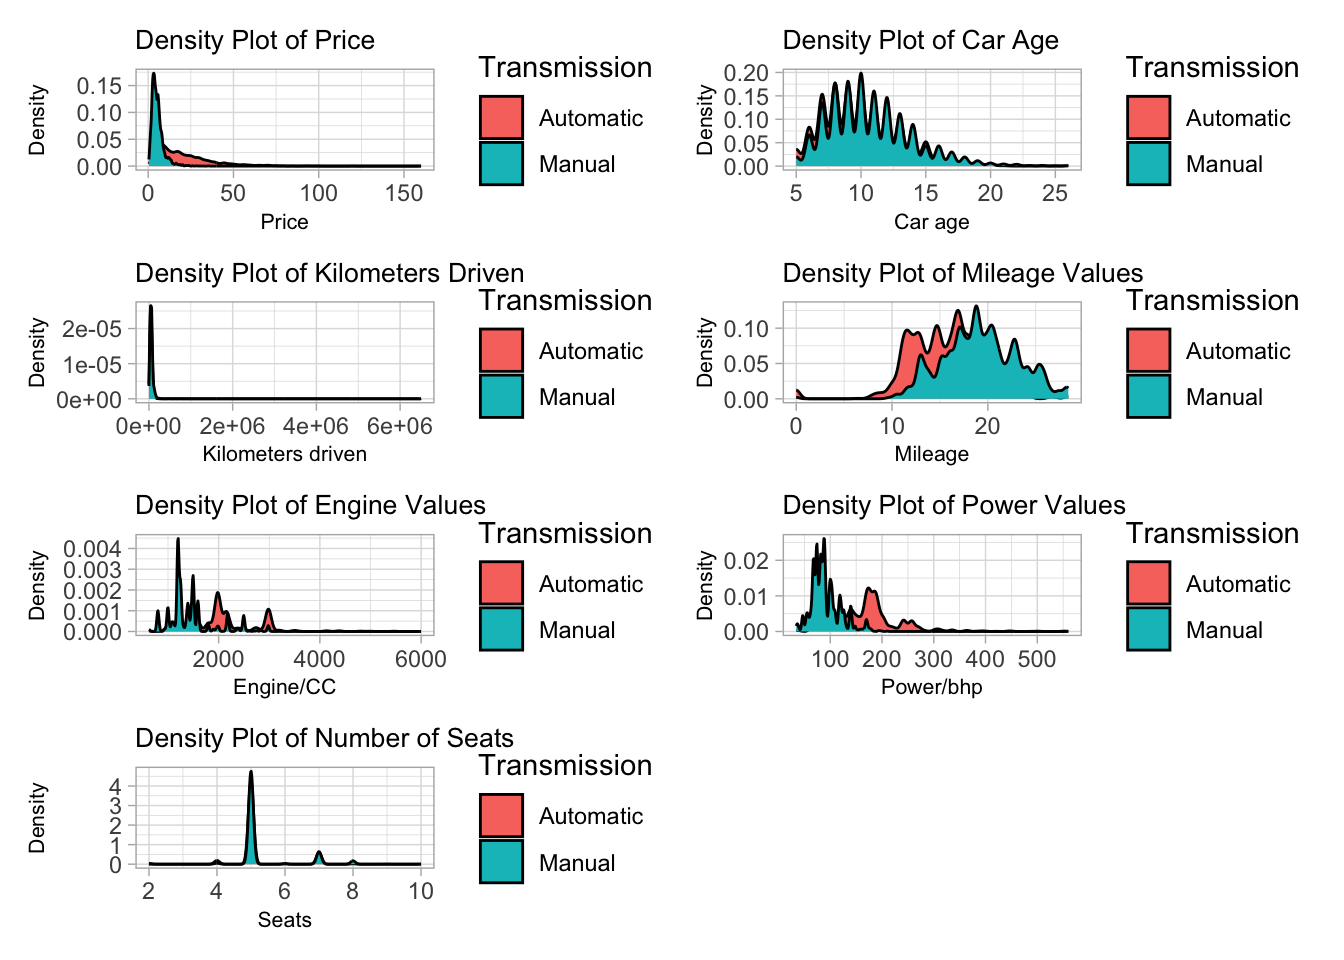 Density Plot of Price
Density
0.15
0.10
0.05
0.00
0 50 100 150
Price
Transmission
Automatic
Manual
Density Plot of Car Age
Density
0.20
0.15
0.10
0.05
0.00
5 10 15 20 25
Car age
Transmission
Automatic
Manual
Density Plot of Kilometers Driven
Density
2e-05
1e-05
0e+00
0e+00 2e+06 4e+06 6e+06
Kilometers driven
Transmission
Automatic
Manual
Density Plot of Mileage Values
Density
0.10
0.05
0.00
0 10 20
Mileage
Transmission
Automatic
Manual
Density Plot of Engine Values
Density
0.004
0.003
0.002
0.001
0.000
2000 4000 6000
Engine/CC
Transmission
Automatic
Manual
Density Plot of Power Values
Density
0.02
0.01
0.00
100 200 300 400 500
Power/bhp
Transmission
Automatic
Manual
Density Plot of Number of Seats
Density
4
3
2
1
0
2 4 6 8 10
Seats
Transmission
Automatic
Manual